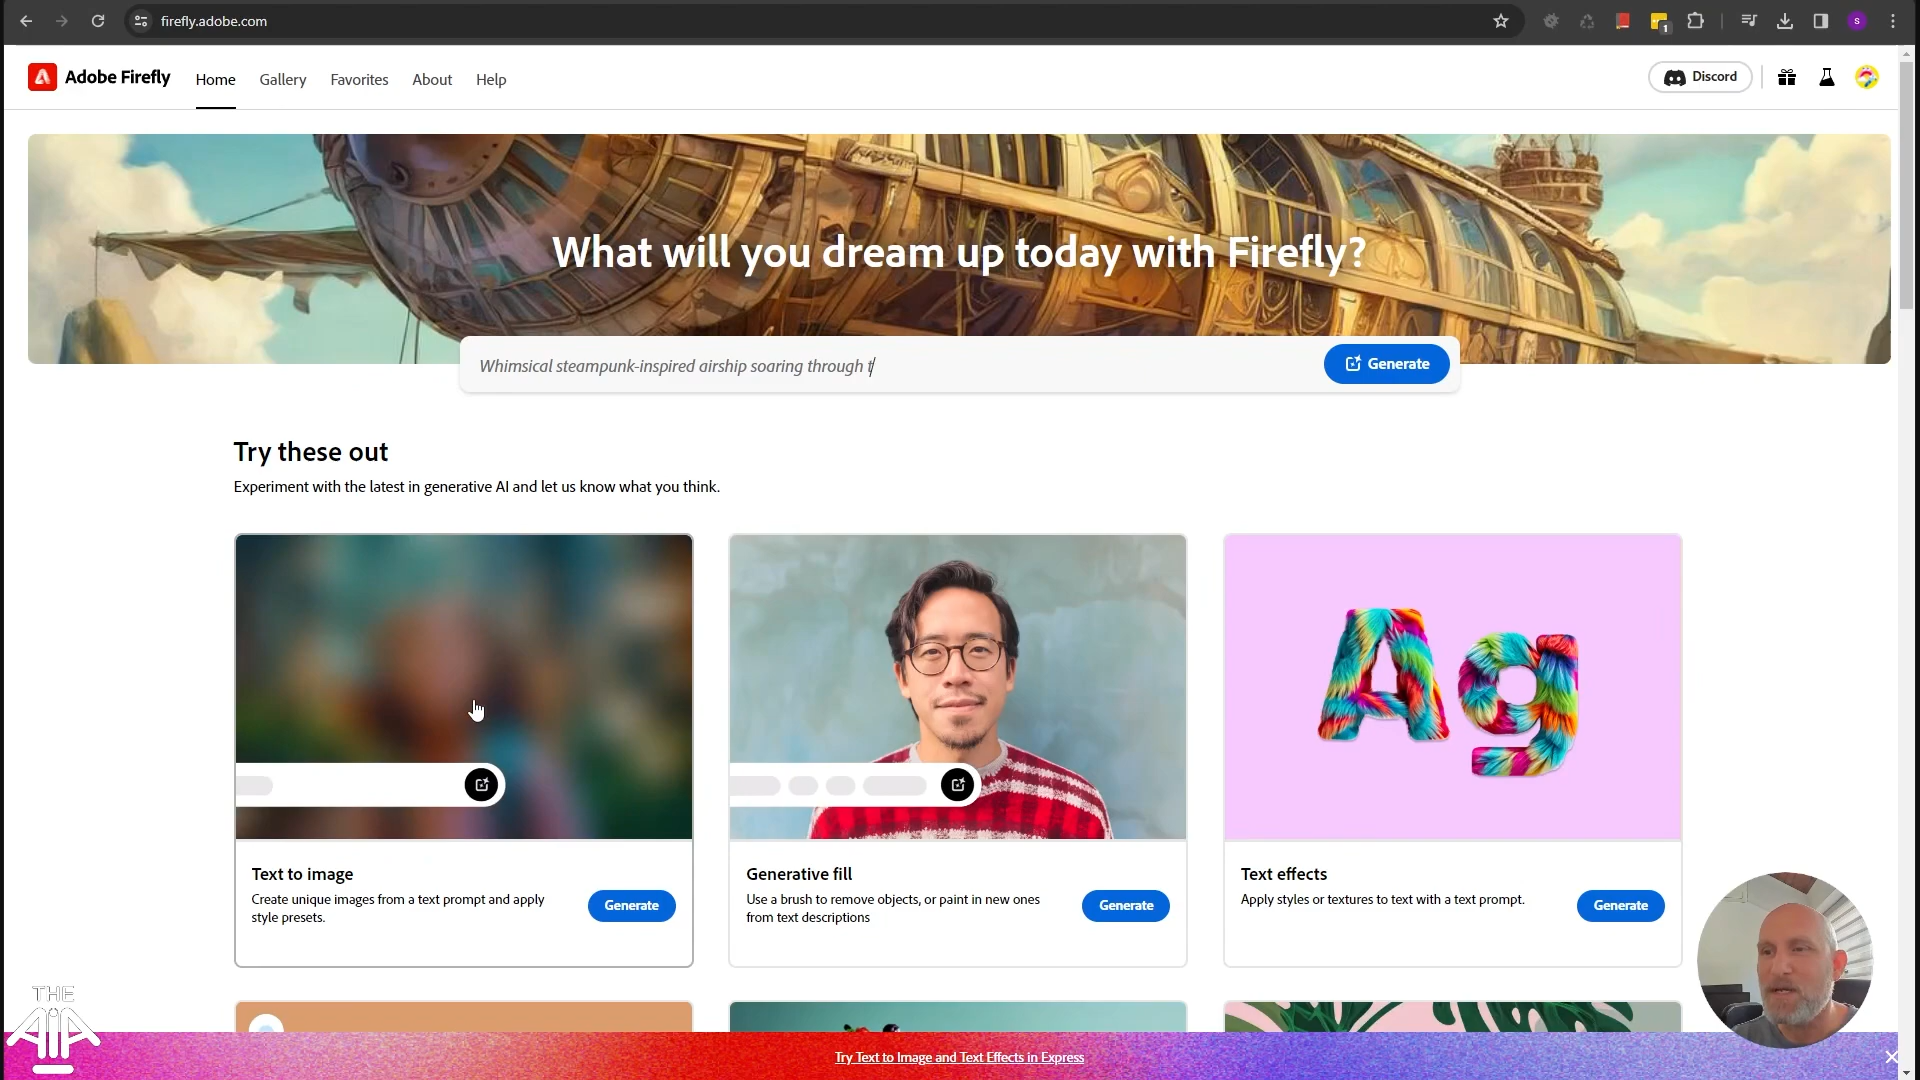 firefly.adobe.com
1
s
Adobe Firefly
Home
Gallery
Favorites
About
Help
Discord
What will you dream up today with Firefly?
Whimsical steampunk-inspired airship soaring through t
Generate
Try these out
Experiment with the latest in generative AI and let us know what you think.
Ag
Text to image
Create unique images from a text prompt and apply
style presets.
Generate
Generative fill
Use a brush to remove objects, or paint in new ones
from text descriptions
Generate
Text effects
Apply styles or textures to text with a text prompt.
Generate
THE
AIA
Try Text to Image and Text Effects in Express